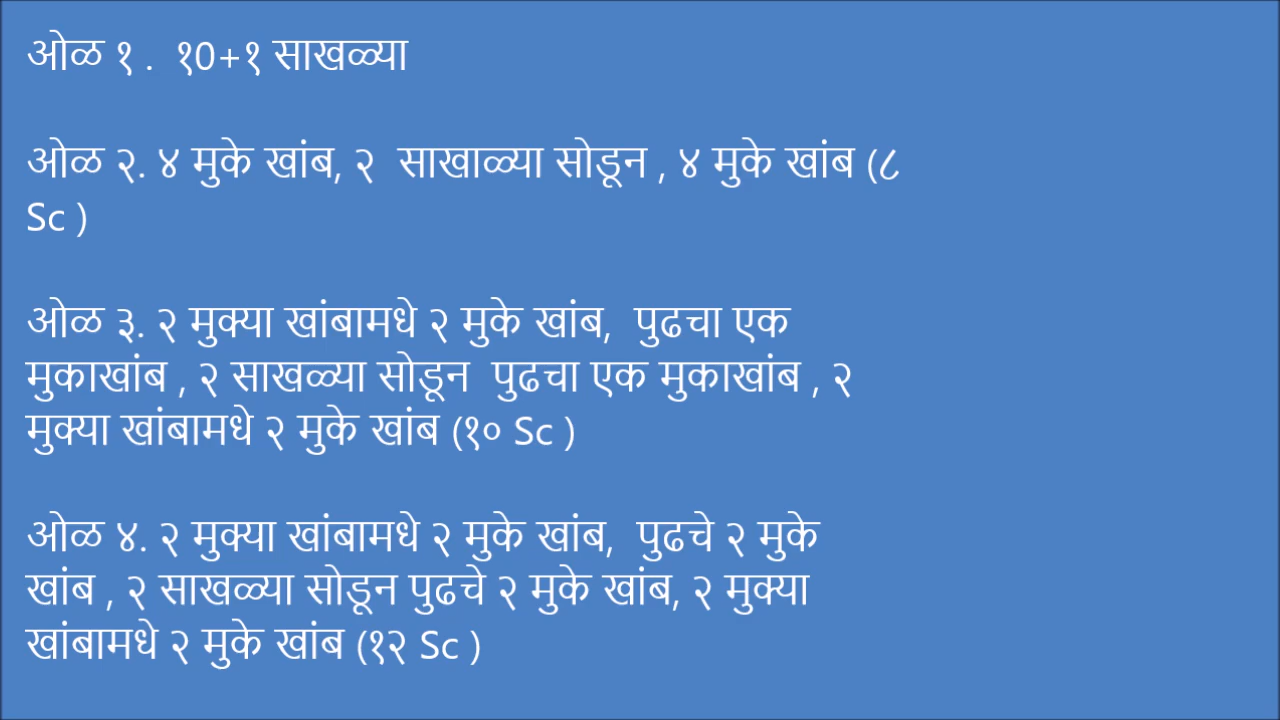 ओळ १ . १0+१ साखळ्या
ओळ २. ४ मुके खांब, २ साखाळ्या सोडून , ४ मुके खांब (८
Sc )
ओळ ३. २ मुक्या खांबामधे २ मुके खांब, पुढचा एक
मुकाखांब , २ साखळ्या सोडून पुढचा एक मुकाखांब , २
मुक्या खांबामधे २ मुके खांब (१० Sc )
ओळ ४. २ मुक्या खांबामधे २ मुके खांब, पुढचे २ मुके
खांब , २ साखळ्या सोडून पुढचे २ मुके खांब, २ मुक्या
खांबामधे २ मुके खांब (१२ Sc )